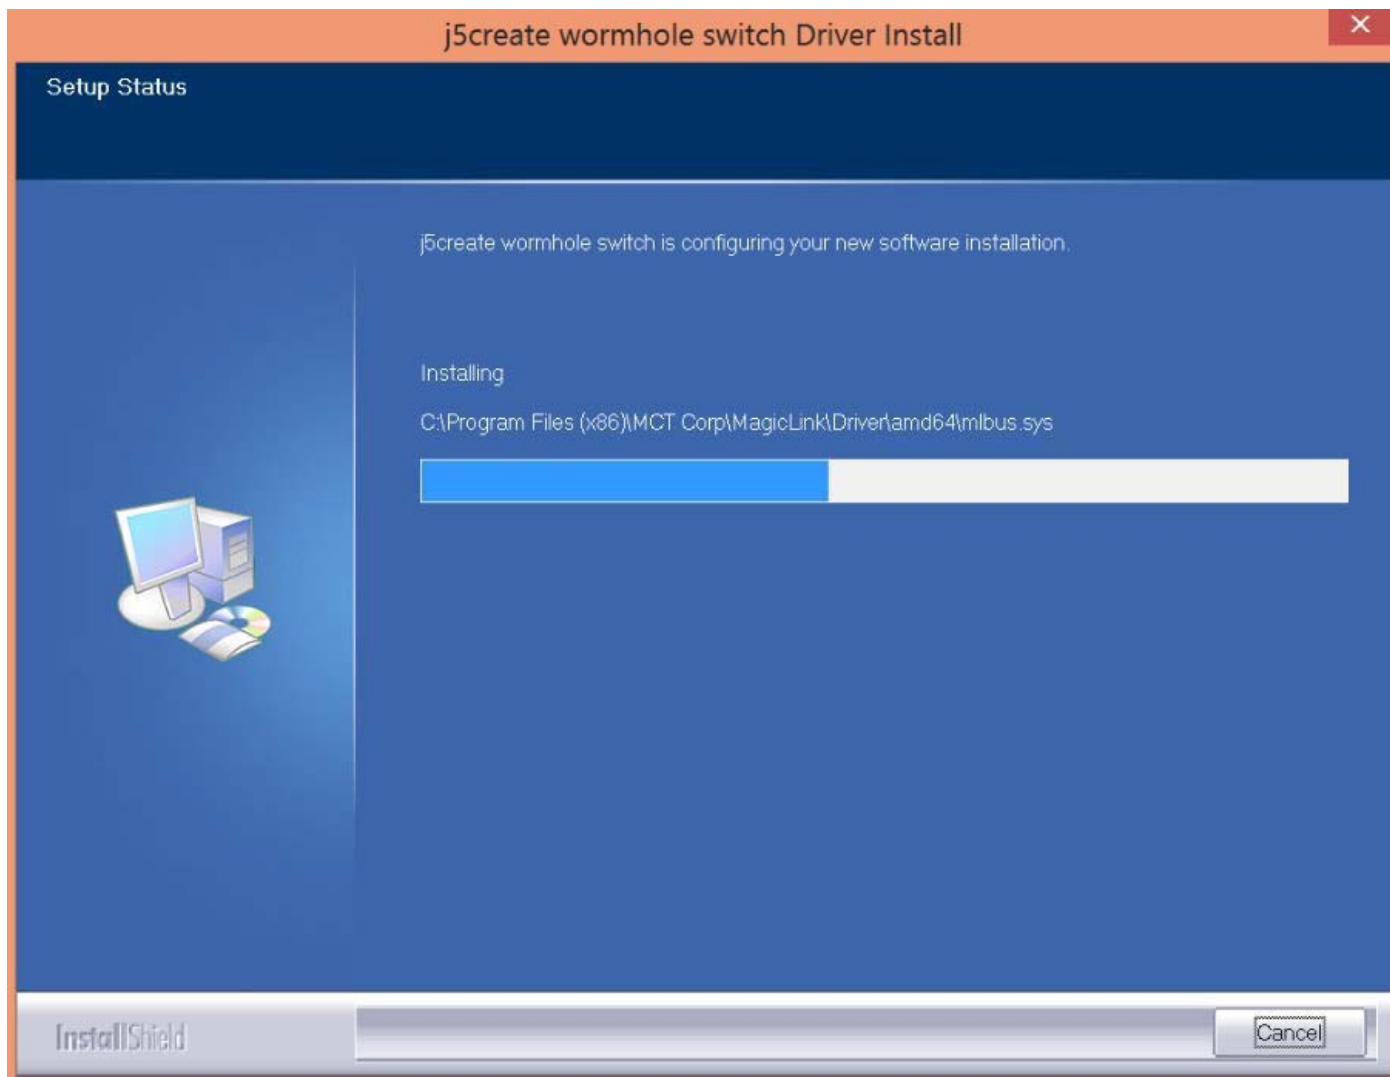 j5create wormhole switch Driver Install
Setup Status
j5create wormhole switch is configuring your new software installation.
Installing
C:\Program Files (x86)\MCT Corp\MagicLink\Driver\amd64\mlbus.sys
InstallShield
Cancel